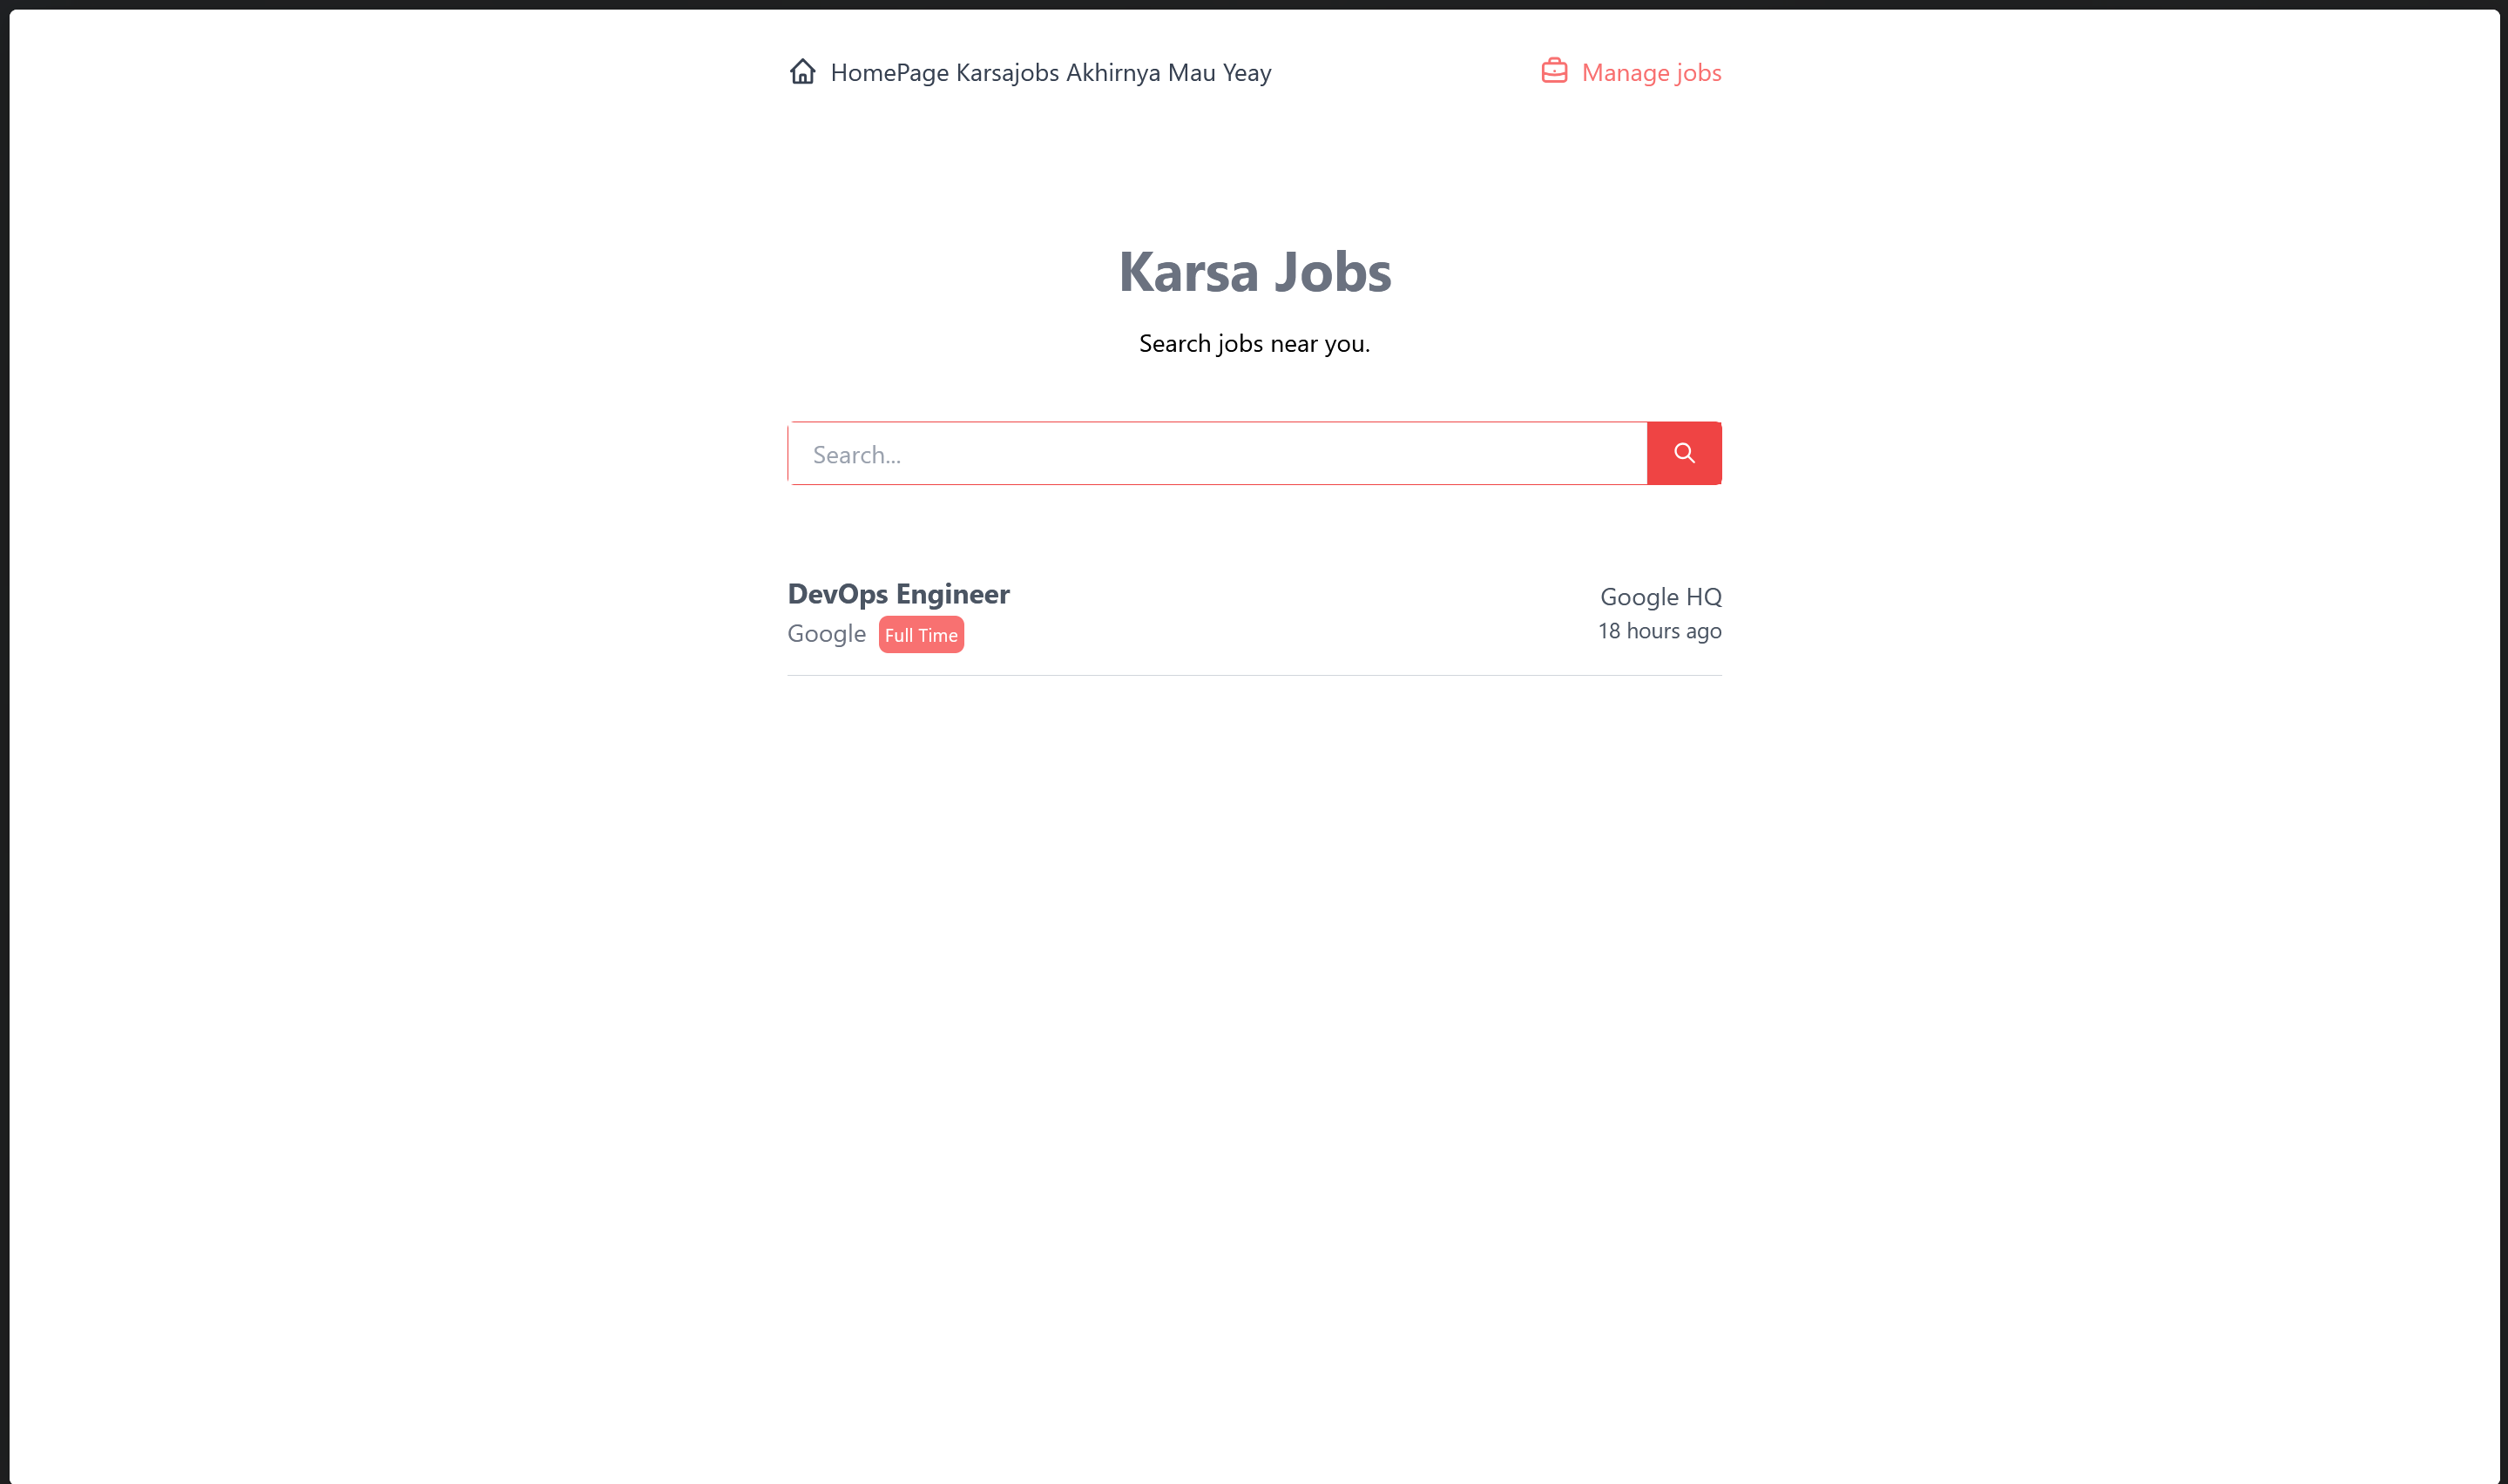 HomePage Karsajobs Akhirnya Mau Yeay
Manage jobs
Karsa Jobs
Search jobs near you.
Search...
DevOps Engineer
Google Full Time
Google HQ
18 hours ago